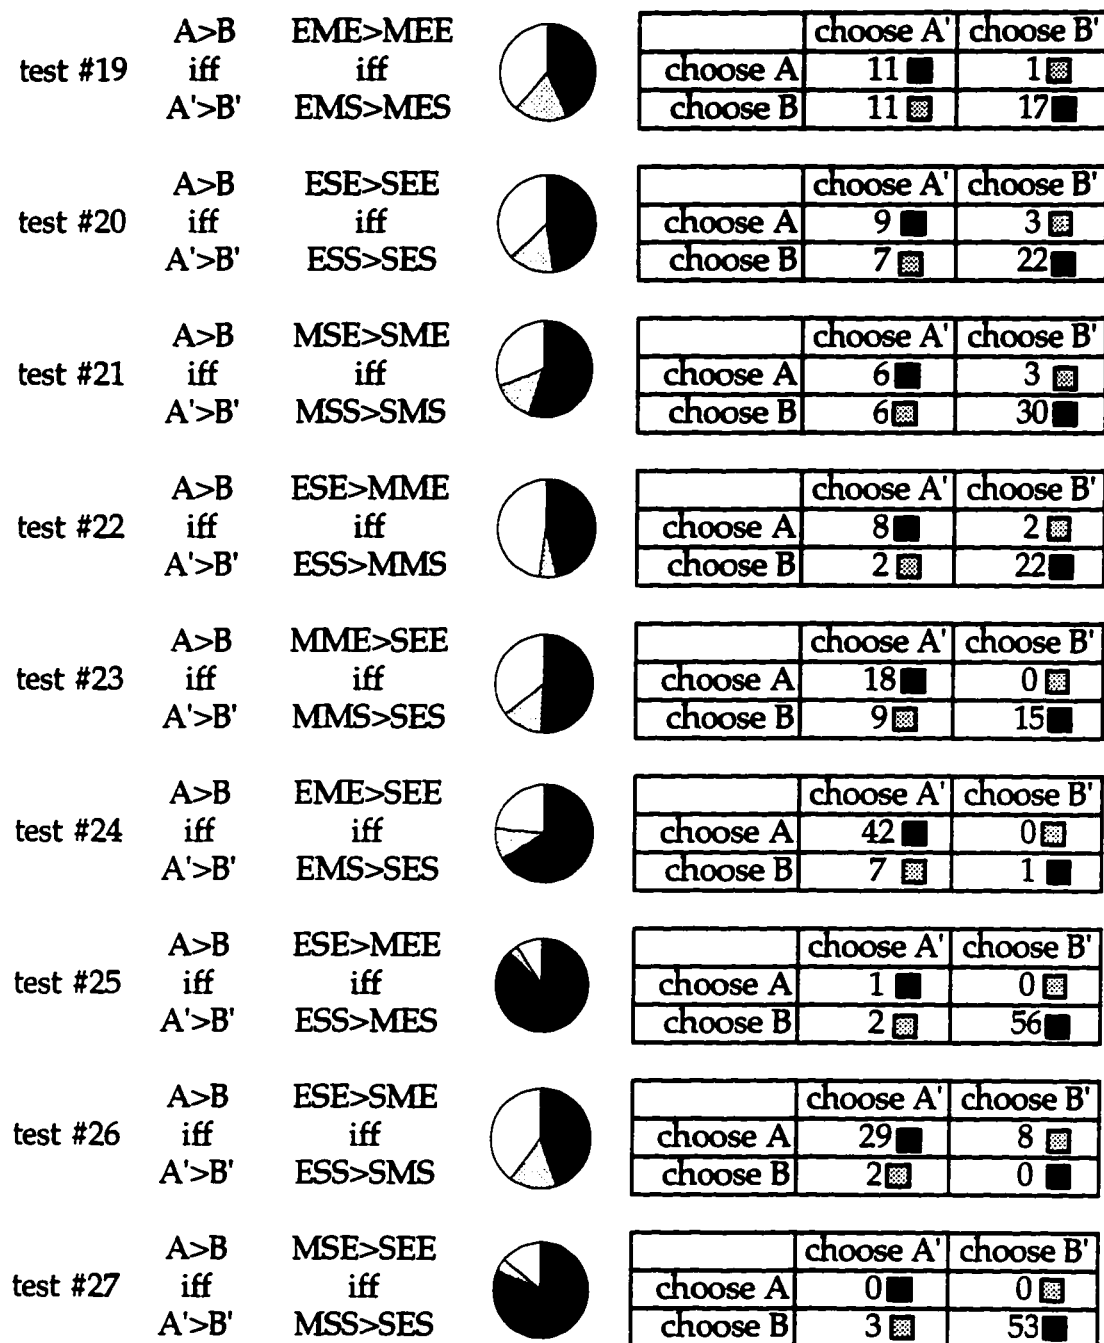 A>B EME>MEE choose A' choose B'
test #19 iff iff choose A 11 1
A'>B' EMS>MES choose B 11 17
A>B ESE>SEE choose A' choose B'
test #20 iff iff choose A 9 3
A'>B' ESS>SES choose B 7 22
A>B MSE>SME choose A' choose B'
test #21 iff iff choose A 6 3
A'>B' MSS>SMS choose B 6 30
A>B ESE>MME choose A' choose B'
test #22 iff iff choose A 8 2
A'>B' ESS>MMS choose B 2 22
A>B MME>SEE choose A' choose B'
test #23 iff iff choose A 18 0
A'>B' MMS>SES choose B 9 15
A>B EME>SEE choose A' choose B'
test #24 iff iff choose A 42 0
A'>B' EMS>SES choose B 7 1
A>B ESE>MEE choose A' choose B'
test #25 iff iff choose A 1 0
A'>B' ESS>MES choose B 2 56
A>B ESE>SME choose A' choose B'
test #26 iff iff choose A 29 8
A'>B' ESS>SMS choose B 2 0
A>B MSE>SEE choose A' choose B'
test #27 iff iff choose A 0 0
A'>B' MSS>SES choose B 3 53